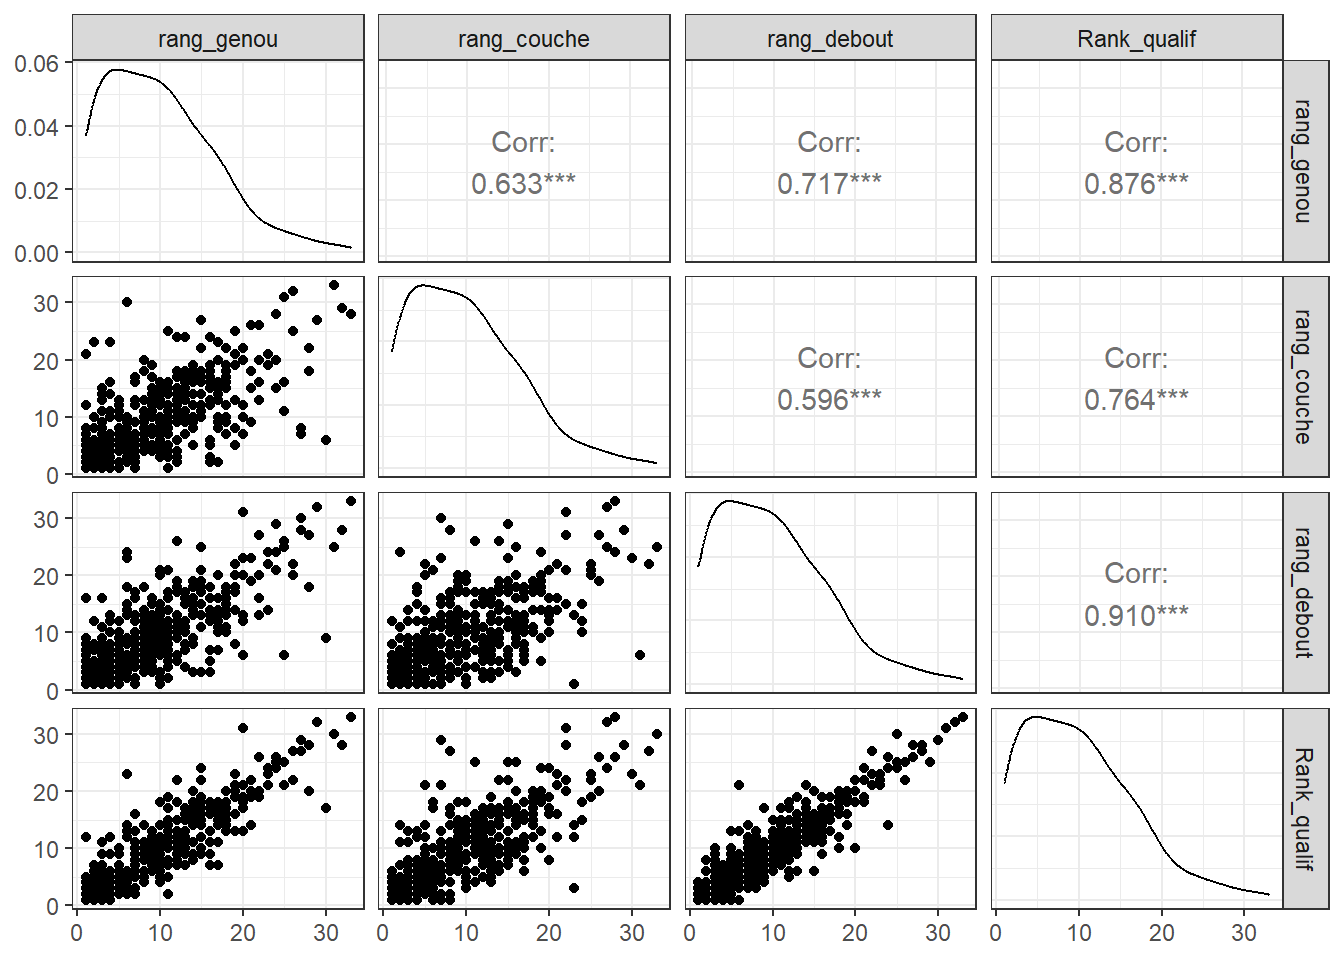 rang_genou rang_couche rang_debout Rank_qualif
0.06
0.04
0.02
0.00
Corr:
0.633***
Corr:
0.717***
Corr:
0.876***
rang_genou
30
20
10
0
Corr:
0.596***
Corr:
0.764***
rang_couche
30
20
10
0
Corr:
0.910***
rang_debout
30
20
10
0
Rank_qualif
0 10 20 30 0 10 20 30 0 10 20 30 0 10 20 30